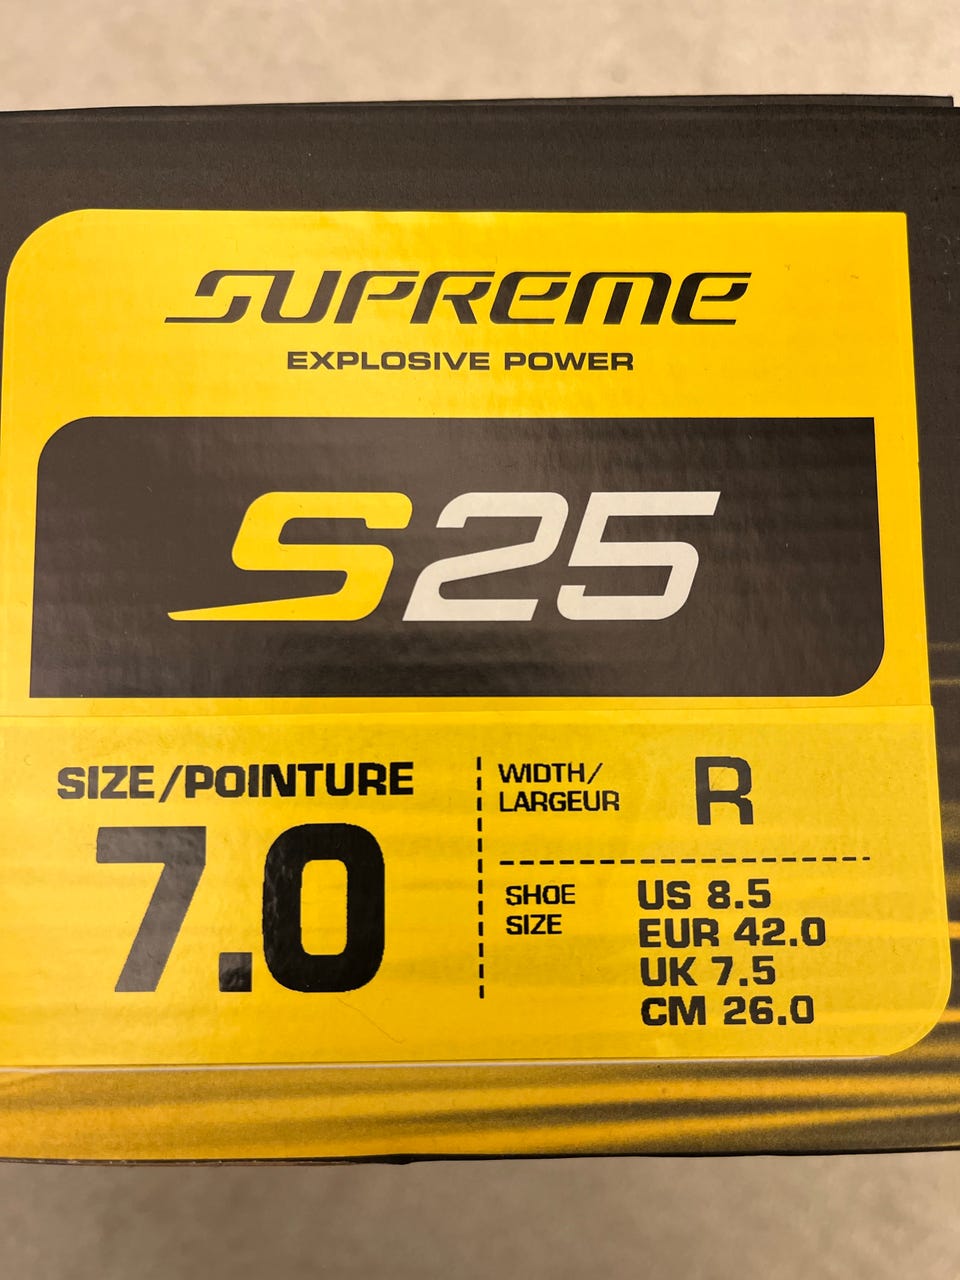 SUPREME
EXPLOSIVE POWER
S25
SIZE/POINTURE
7.0
WIDTH/
LARGEUR
R
SHOE
SIZE
US 8.5
EUR 42.0
UK 7.5
CM 26.0